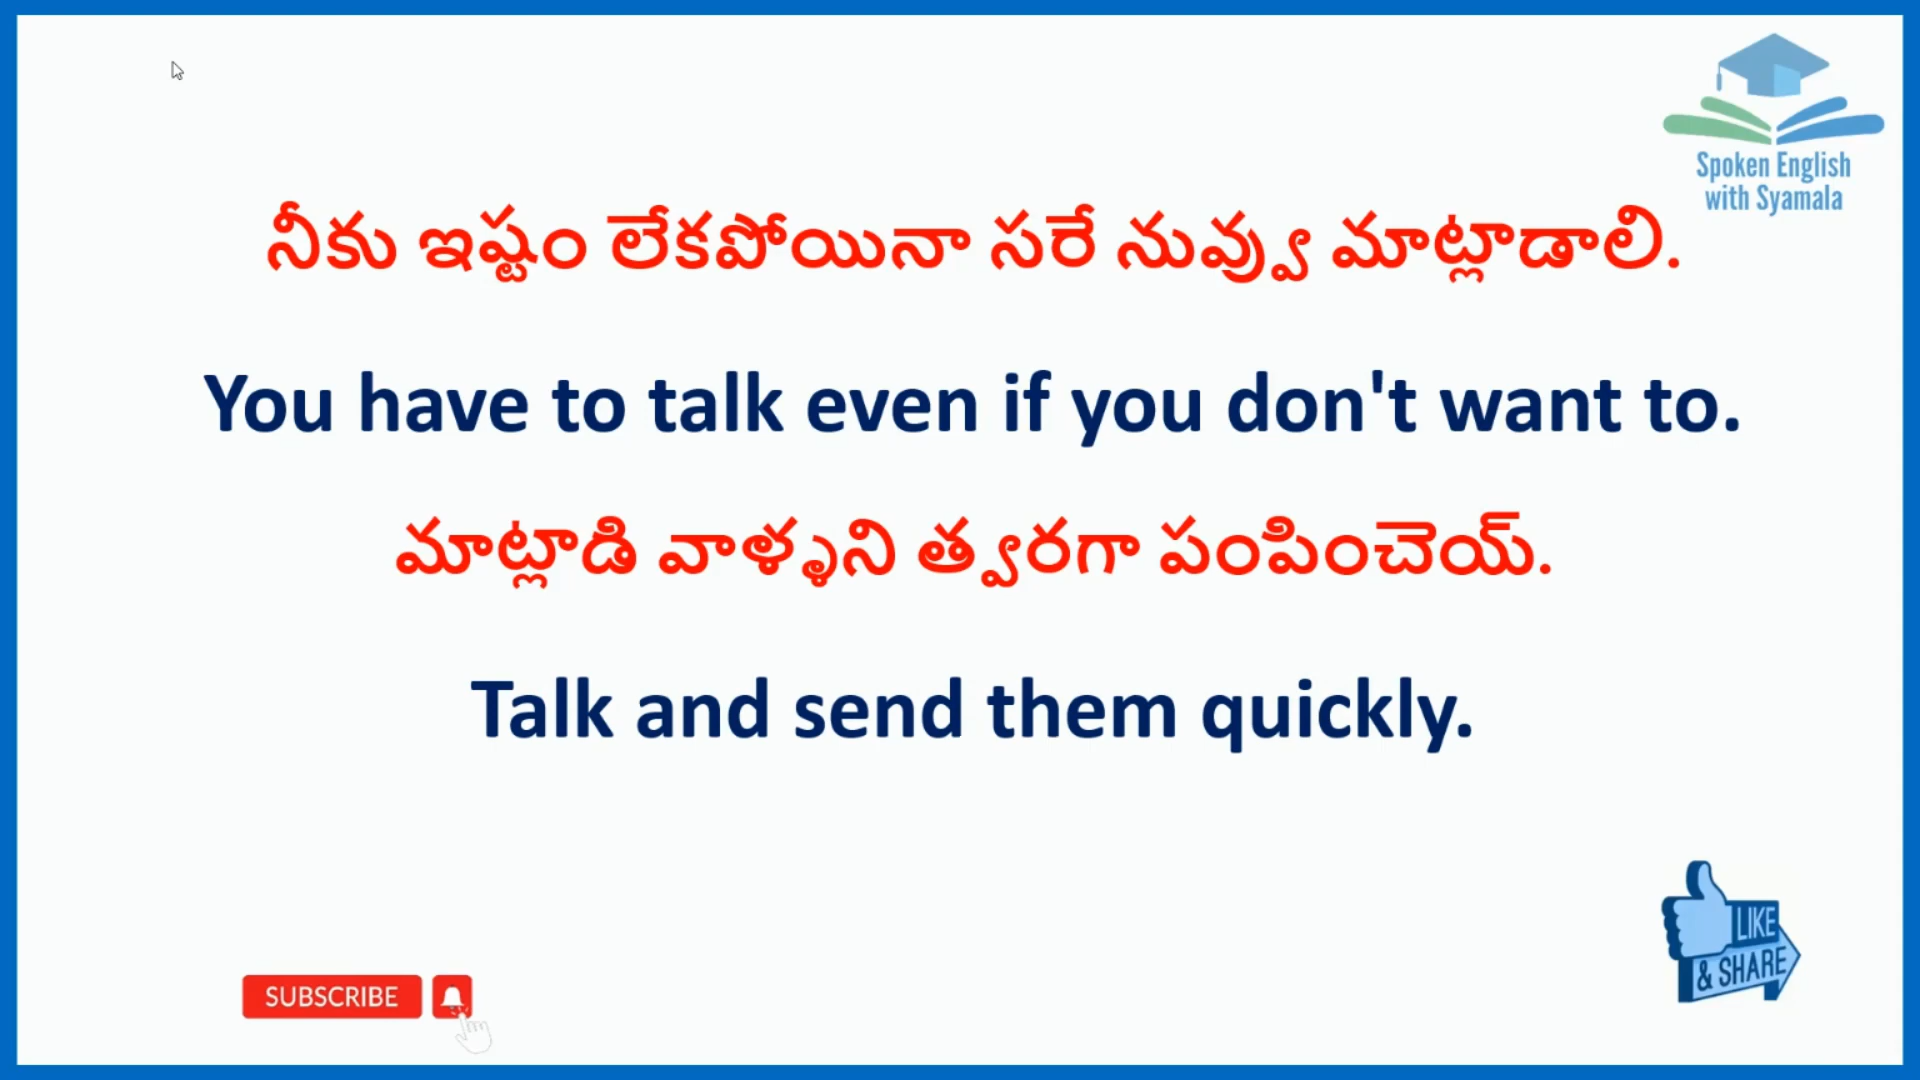 Spoken English
with Syamala
నీకు ఇష్టం లేకపోయినా సరే నువ్వు మాట్లాడాలి.
You have to talk even if you don't want to.
మాట్లాడి వాళ్ళని త్వరగా పంపించెయ్.
Talk and send them quickly.
LIKE
& SHARE
SUBSCRIBE